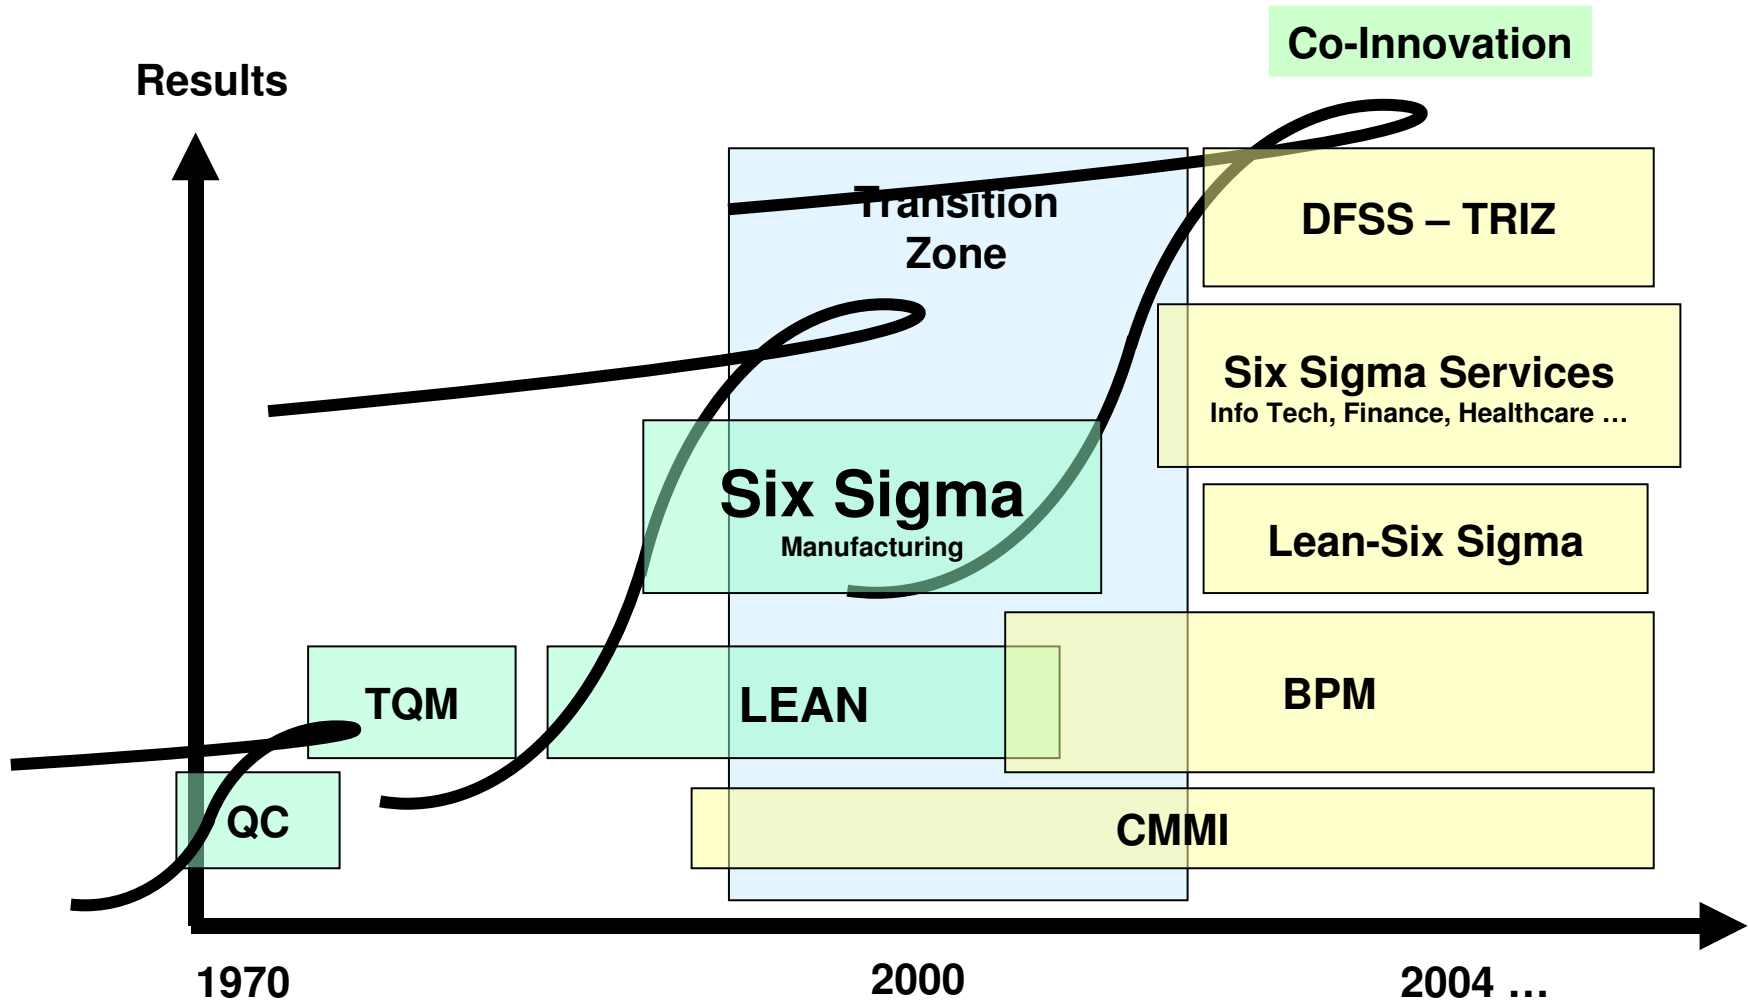 Co-Innovation
Results
Transition
Zone
DFSS – TRIZ
Six Sigma Services
Info Tech, Finance, Healthcare …
Six Sigma
Manufacturing
Lean-Six Sigma
TQM
LEAN
BPM
QC
CMMI
1970
2000
2004 …